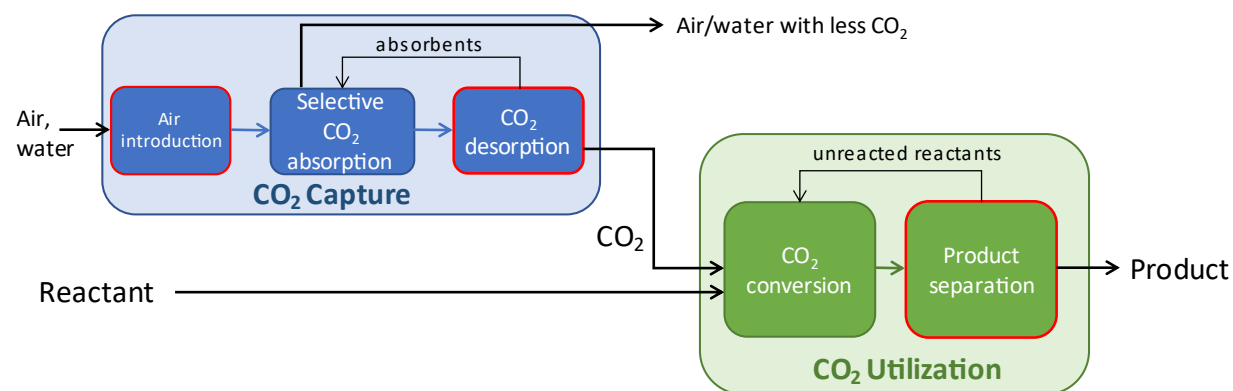 Air/water with less CO₂
absorbents
Air,
water
Air
introduction
Selective
CO₂
absorption
CO₂
desorption
CO₂ Capture
unreacted reactants
CO₂
Reactant
CO₂
conversion
Product
separation
Product
CO₂ Utilization